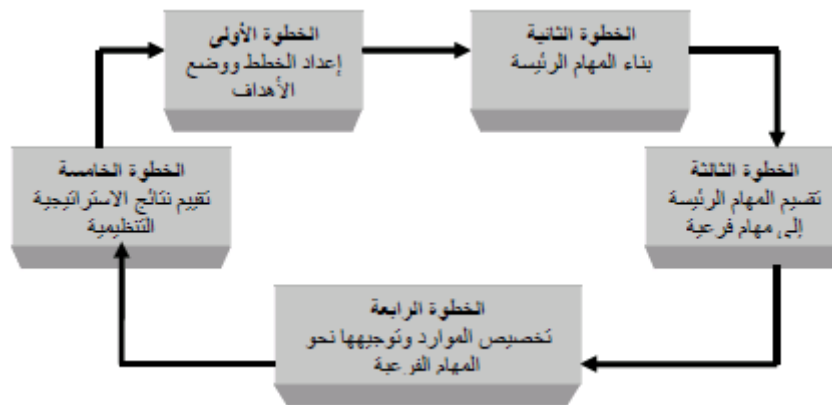 الخطوة الأولى
إعداد الخطط ووضع
الأهداف
الخطوة الثانية
بناء المهام الرئيسة
الخطوة الثالثة
تقسيم المهام الرئيسة
إلى مهام فرعية
الخطوة الرابعة
تخصيص الموارد وتوجيهها نحو
المهام الفرعية
الخطوة الخامسة
تقييم نتائج الاستراتيجية
التنظيمية